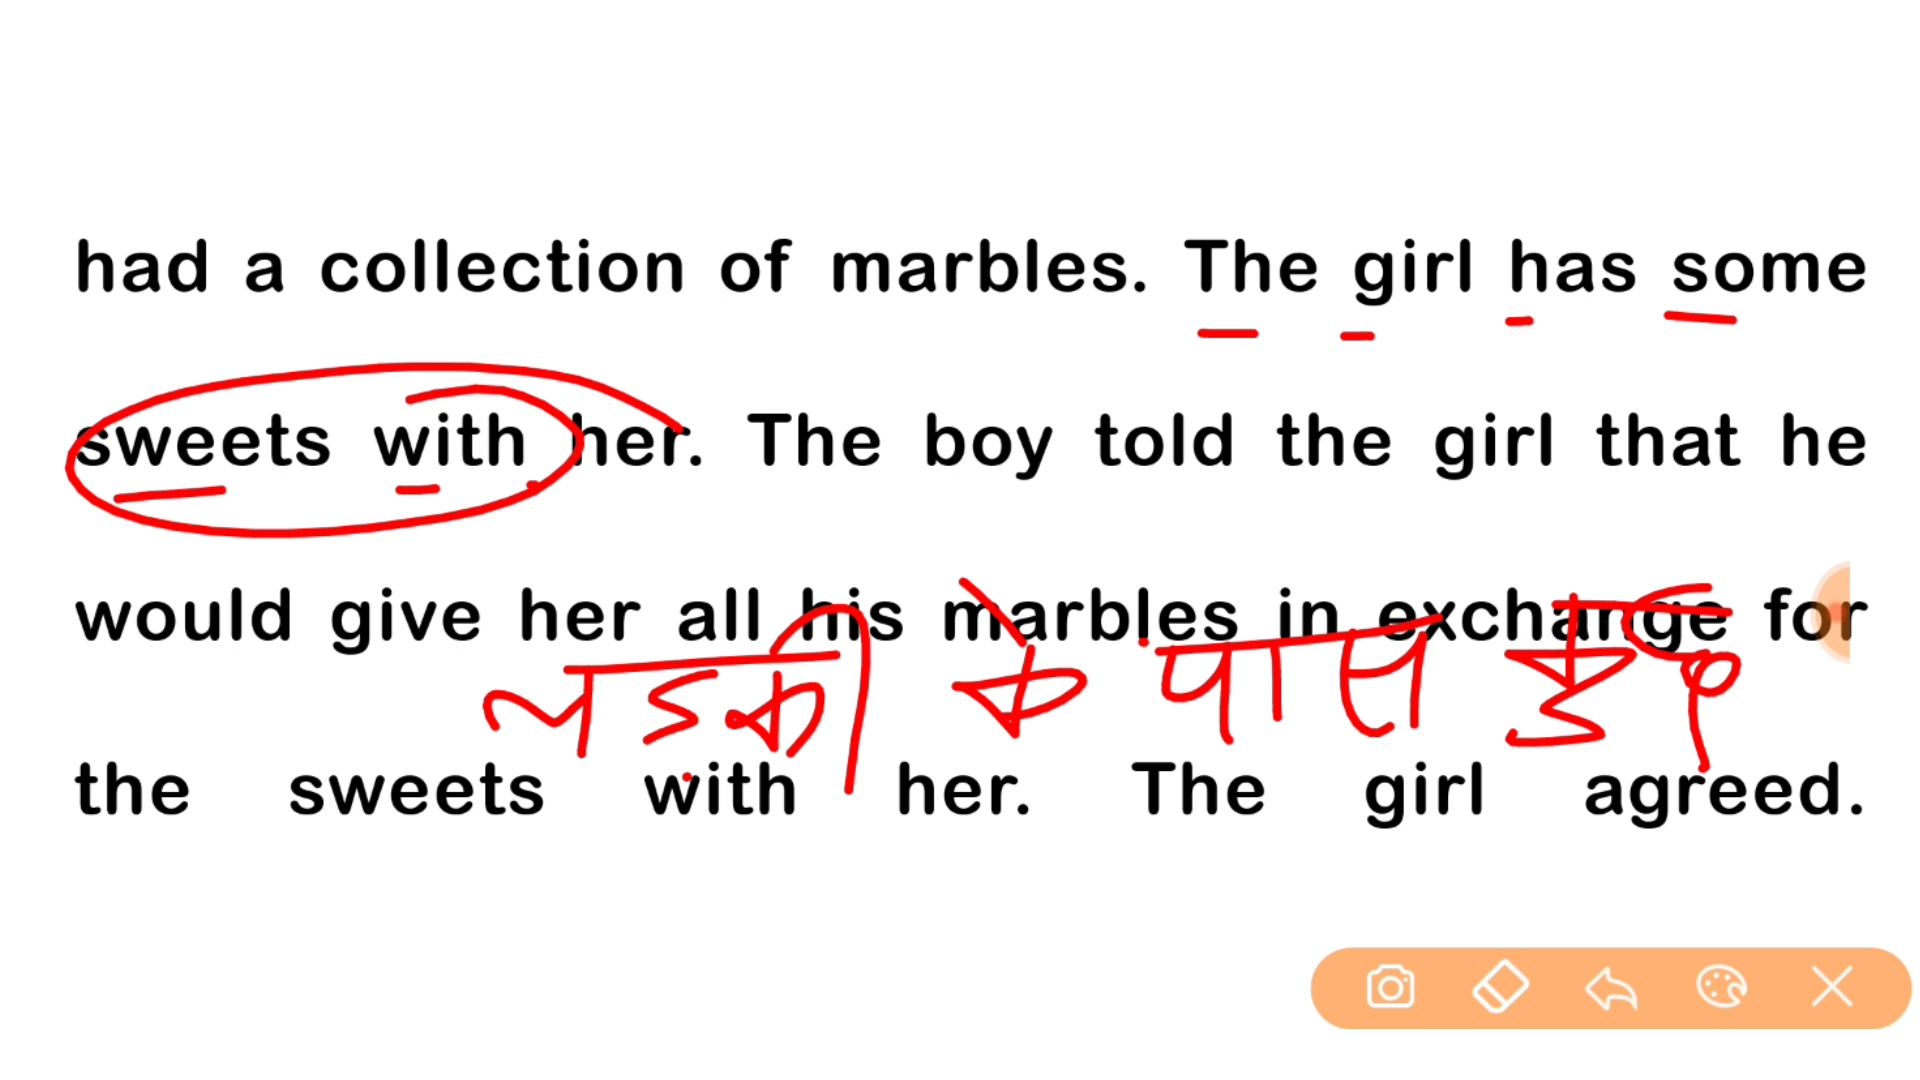 had a collection of marbles. The girl has some
sweets with her. The boy told the girl that he
would give her all his marbles in exchange for
लडकी के पास
the sweets with her. The girl agreed.